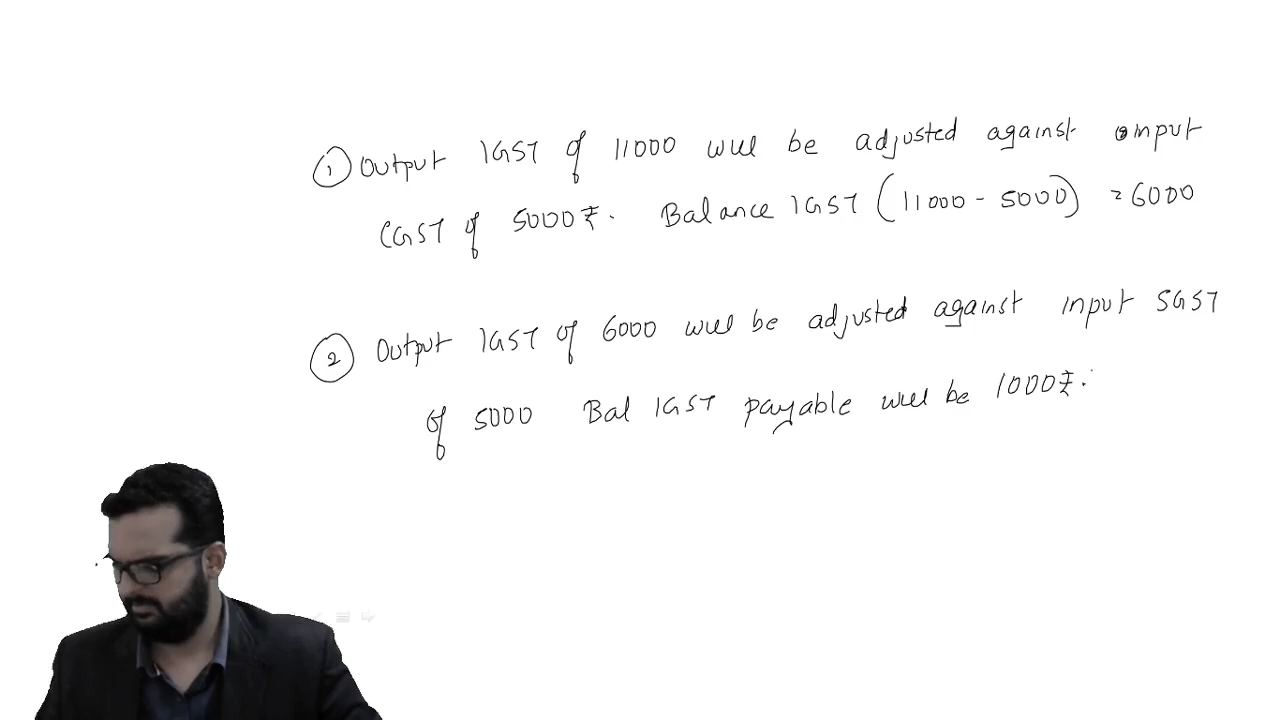 ① Output IGST of 11000 will be adjusted against input
CGST of 5000₹. Balance IGST (11000 - 5000) = 6000
② Output IGST of 6000 will be adjusted against input SGST
of 5000 Bal IGST payable will be 1000₹.